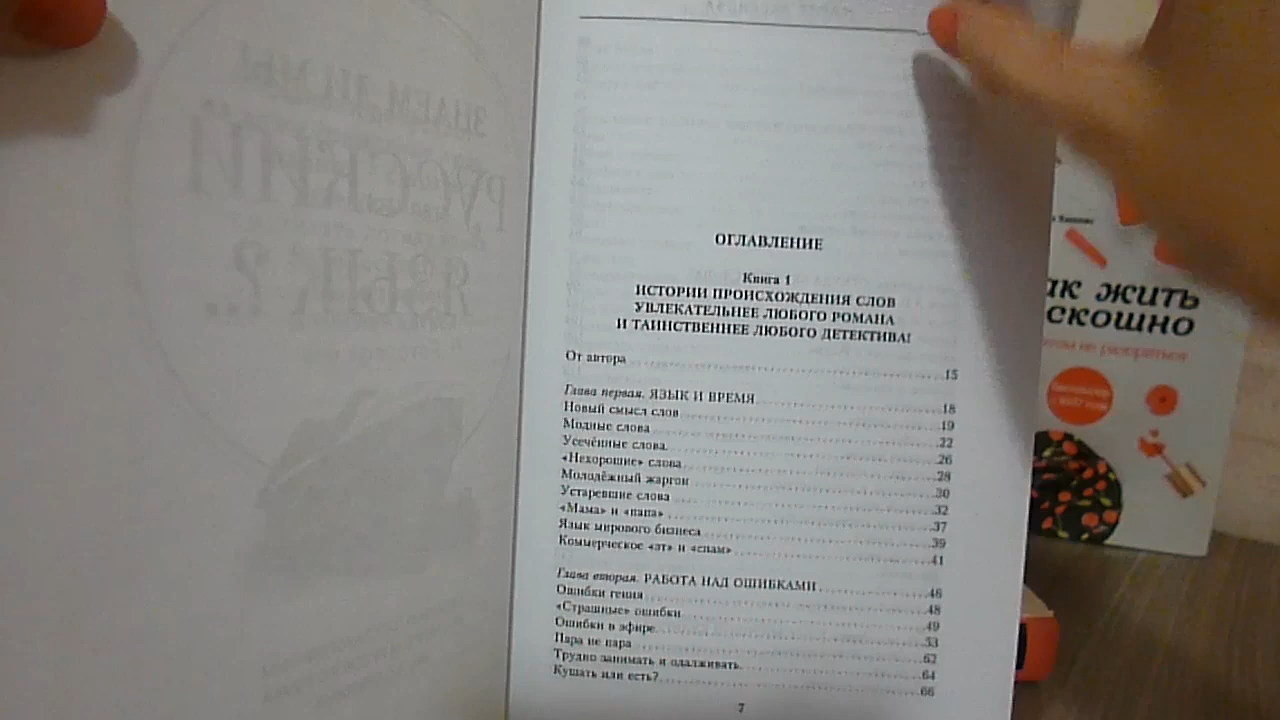 ЗНАЕМ ЛИ МЫ
РУССКИЙ
ЯЗЫК?..
ОГЛАВЛЕНИЕ
Книга 1
ИСТОРИИ ПРОИСХОЖДЕНИЯ СЛОВ
УВЛЕКАТЕЛЬНЕЕ ЛЮБОГО РОМАНА
И ТАИНСТВЕННЕЕ ЛЮБОГО ДЕТЕКТИВА!
От автора 15
Глава первая. ЯЗЫК И ВРЕМЯ 18
Новый смысл слов 19
Модные слова 22
Усечённые слова 26
«Нехорошие» слова 28
Молодёжный жаргон 30
Устаревшие слова 32
«Мама» и «папа» 37
Язык мирового бизнеса 39
Коммерческое «эт» и «спам» 41
Глава вторая. РАБОТА НАД ОШИБКАМИ 46
Ошибки гения 48
«Страшные» ошибки 49
Ошибки в эфире 53
Пара не пара 62
Трудно занимать и одалживать 64
Кушать или есть? 66
7
ак жить
скошно